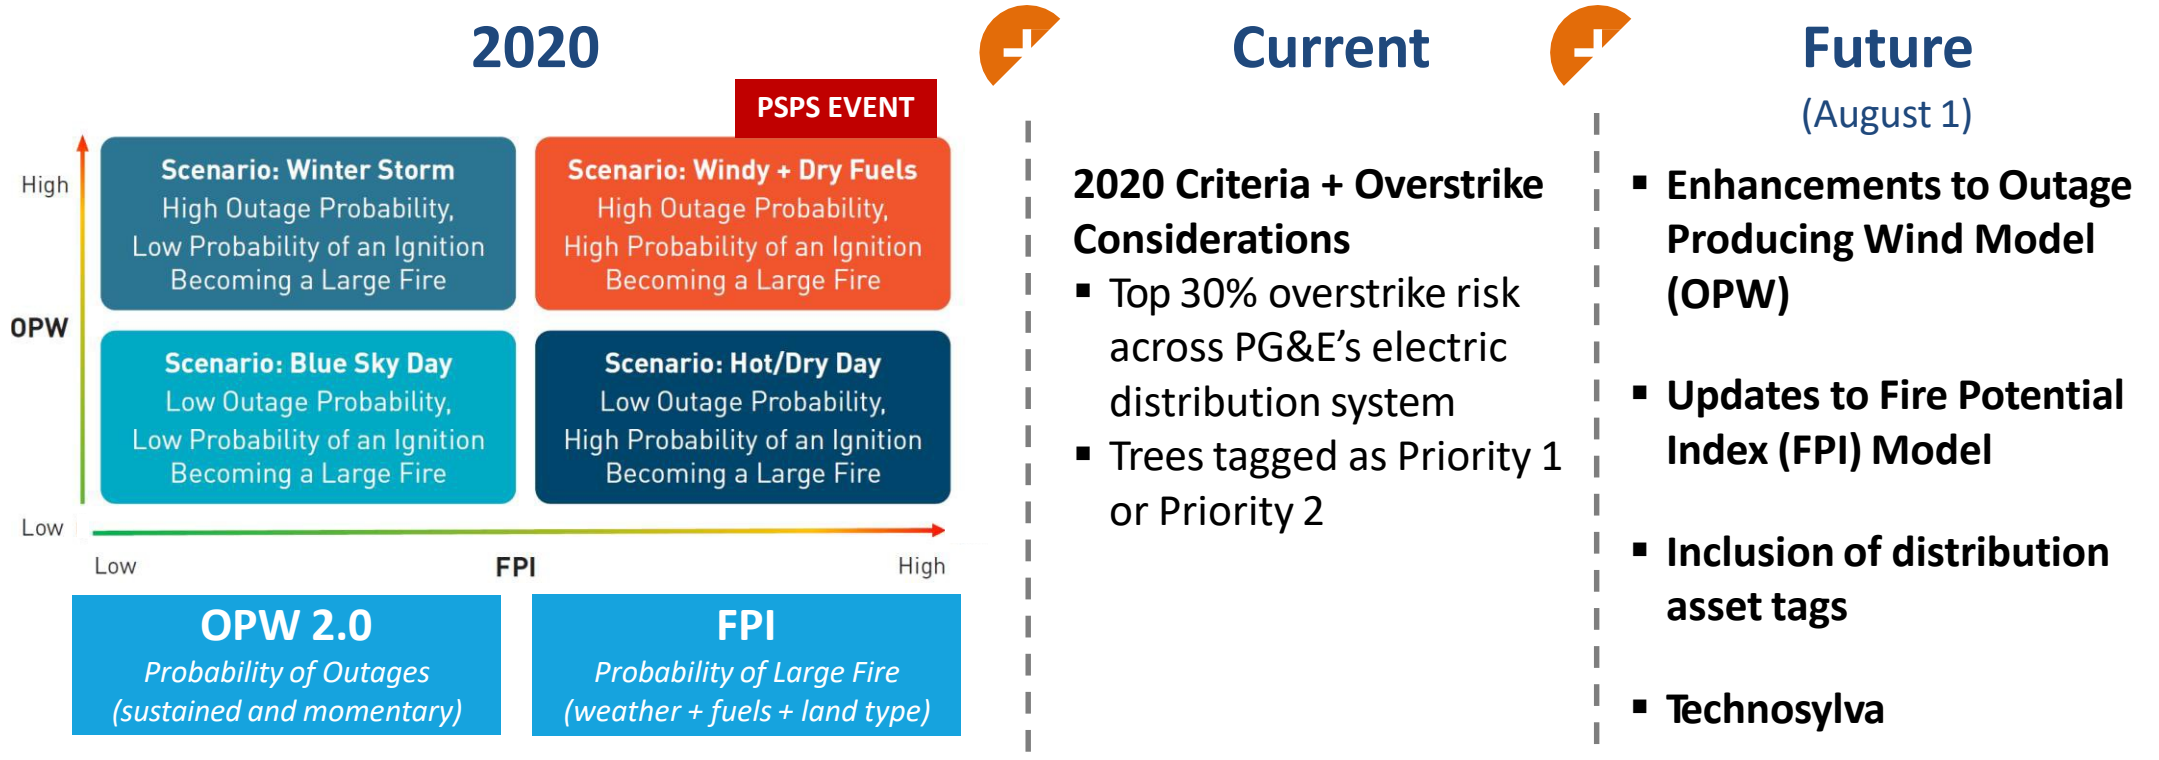 2020
PSPS EVENT
High
OPW
Low
Scenario: Winter Storm
High Outage Probability,
Low Probability of an Ignition
Becoming a Large Fire
Scenario: Windy + Dry Fuels
High Outage Probability,
High Probability of an Ignition
Becoming a Large Fire
Scenario: Blue Sky Day
Low Outage Probability,
Low Probability of an Ignition
Becoming a Large Fire
Scenario: Hot/Dry Day
Low Outage Probability,
High Probability of an Ignition
Becoming a Large Fire
Low
FPI
High
OPW 2.0
Probability of Outages
(sustained and momentary)
FPI
Probability of Large Fire
(weather + fuels + land type)
+
Current
2020 Criteria + Overstrike
Considerations
▪ Top 30% overstrike risk
across PG&E’s electric
distribution system
▪ Trees tagged as Priority 1
or Priority 2
+
Future
(August 1)
▪ Enhancements to Outage
Producing Wind Model
(OPW)
▪ Updates to Fire Potential
Index (FPI) Model
▪ Inclusion of distribution
asset tags
▪ Technosylva